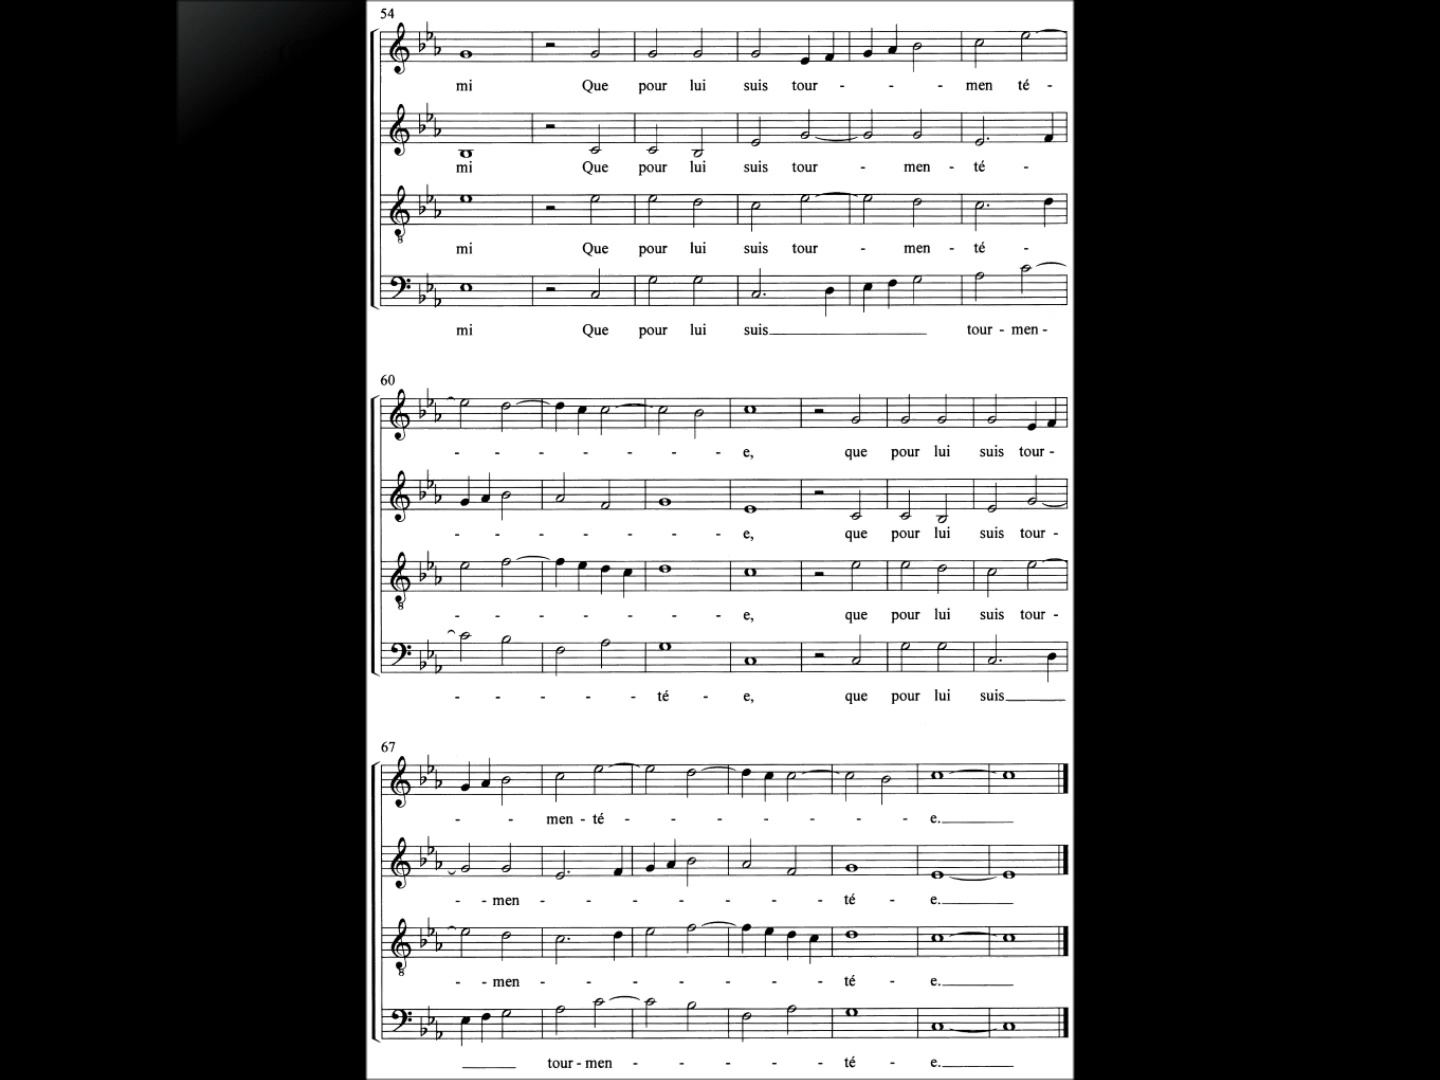 54
mi Que pour lui suis tour - - - men té -
mi Que pour lui suis tour - men - té -
mi Que pour lui suis tour - men - té -
mi Que pour lui suis tour - men -
60
- - - - - - - e, que pour lui suis tour -
- - - - - - - e, que pour lui suis tour -
- - - - - - - e, que pour lui suis tour -
- - - - - té - e, que pour lui suis
67
- - men - té - - - - - - - e.
- - men - - - - - - - té - e.
- - men - - - - - - - té - e.
tour - men - - - - - té - e.